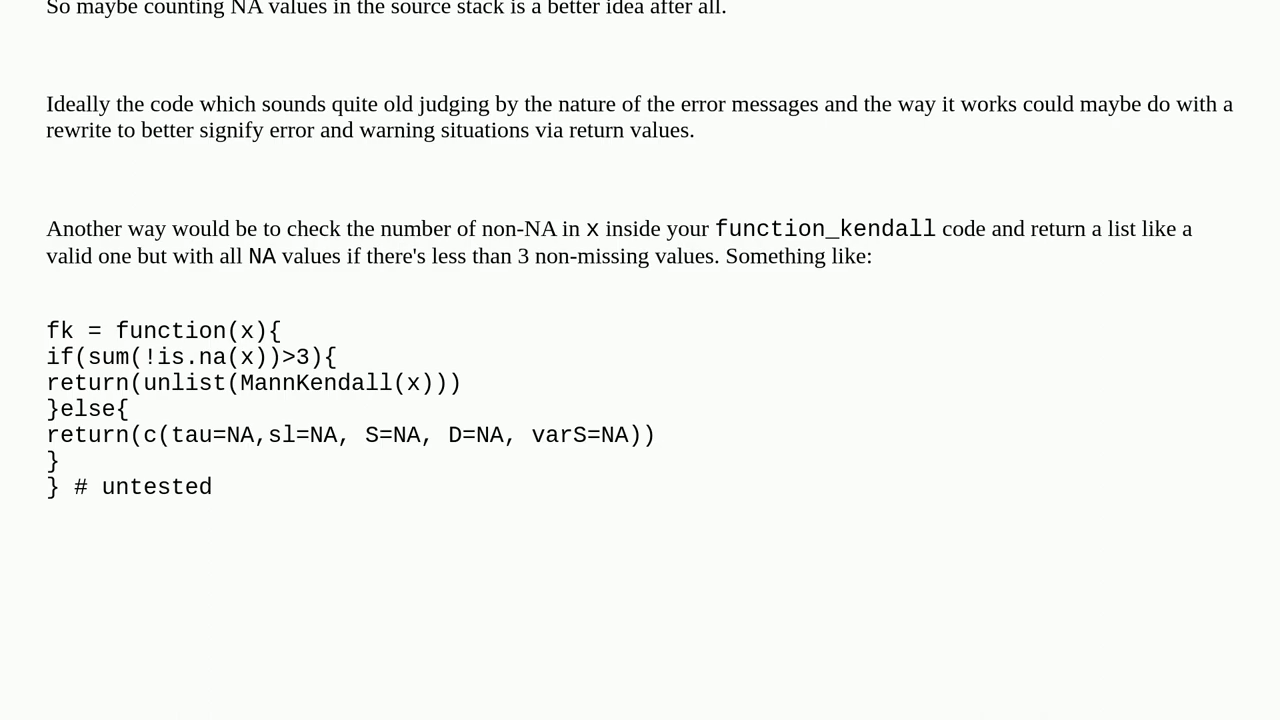 So maybe counting NA values in the source stack is a better idea after all.
Ideally the code which sounds quite old judging by the nature of the error messages and the way it works could maybe do with a
rewrite to better signify error and warning situations via return values.
Another way would be to check the number of non-NA in x inside your function_kendall code and return a list like a
valid one but with all NA values if there's less than 3 non-missing values. Something like:
fk = function(x){
if(sum(!is.na(x))>3){
return(unlist(MannKendall(x)))
}else{
return(c(tau=NA,sl=NA, S=NA, D=NA, varS=NA))
}
} # untested